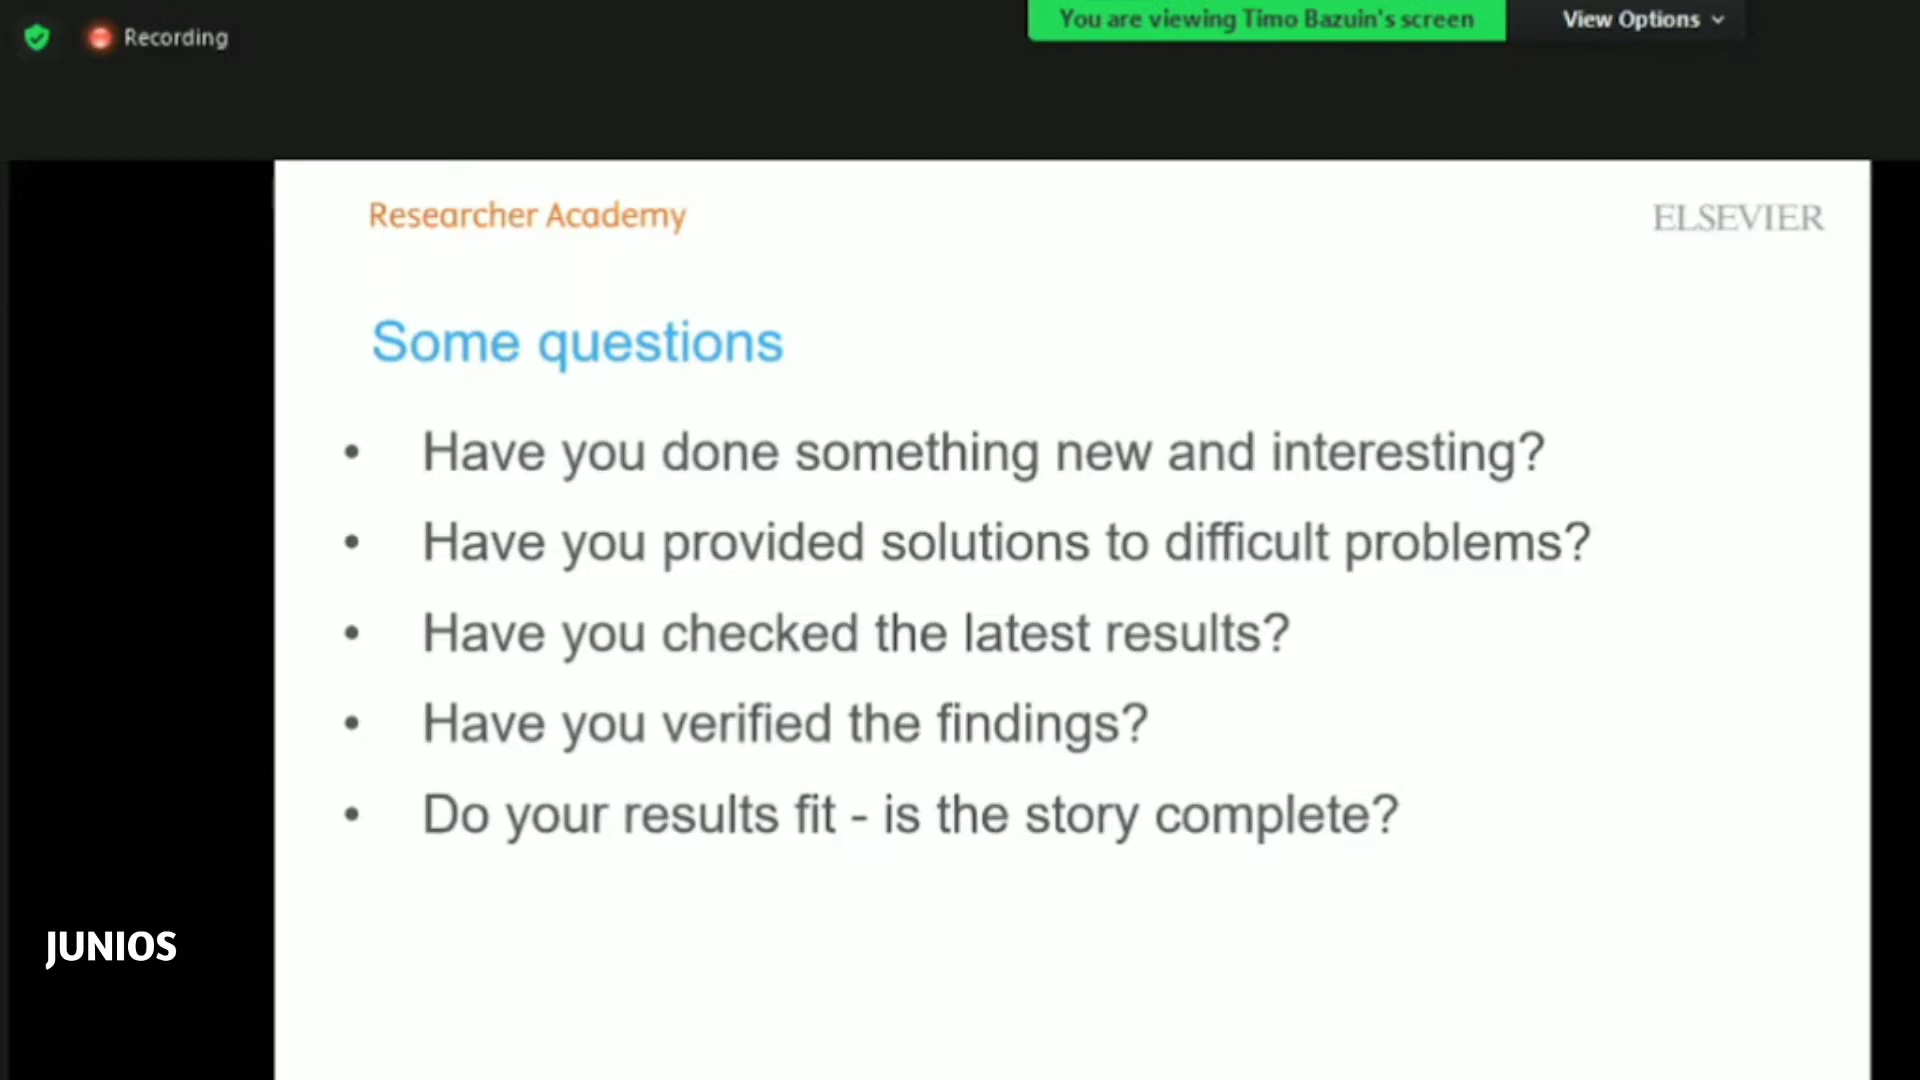 Recording
You are viewing Timo Bazuin's screen
View Options
Researcher Academy
ELSEVIER
Some questions
• Have you done something new and interesting?
• Have you provided solutions to difficult problems?
• Have you checked the latest results?
• Have you verified the findings?
• Do your results fit - is the story complete?
JUNIOS